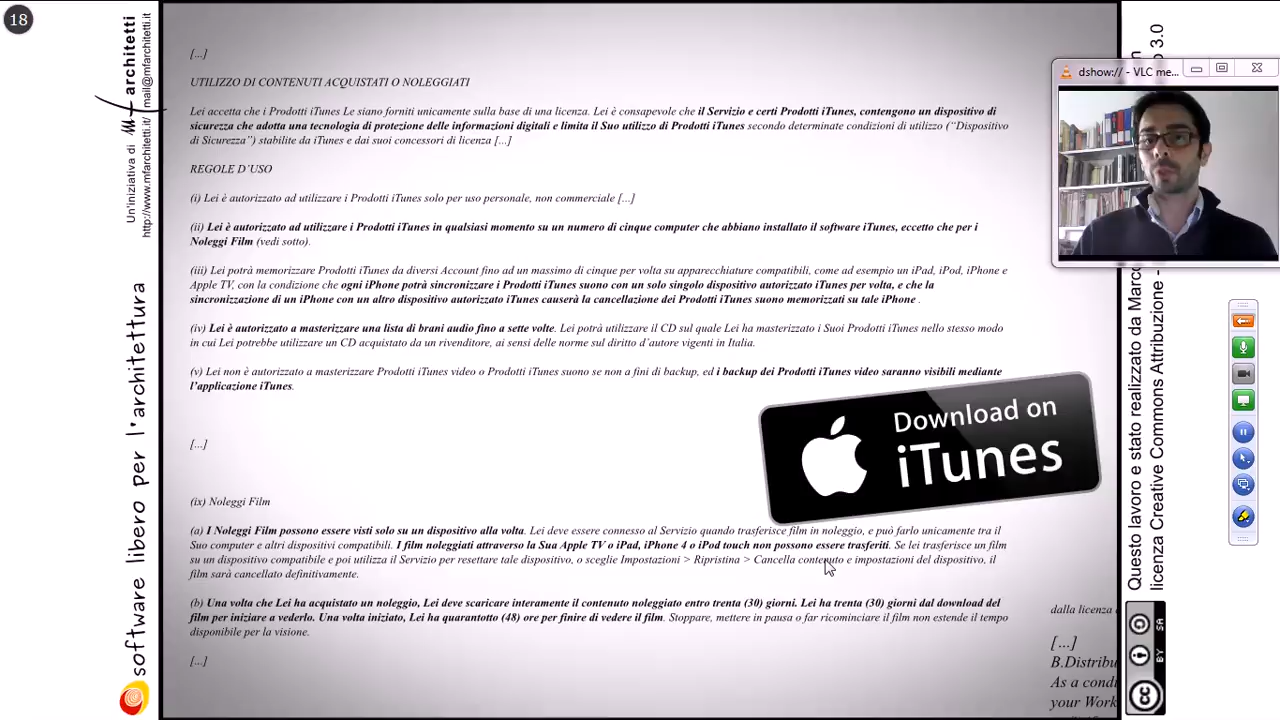 18
Un'iniziativa di
architetti
http://www.mfarchitetti.it/ mail@mfarchitetti.it
software libero per l'architettura
[...]
UTILIZZO DI CONTENUTI ACQUISTATI O NOLEGGIATI
Lei accetta che i Prodotti iTunes Le siano forniti unicamente sulla base di una licenza. Lei è consapevole che il Servizio e certi Prodotti iTunes, contengono un dispositivo di
sicurezza che adotta una tecnologia di protezione delle informazioni digitali e limita il Suo utilizzo di Prodotti iTunes secondo determinate condizioni di utilizzo (“Dispositivo
di Sicurezza”) stabilite da iTunes e dai suoi concessori di licenza [...]
REGOLE D’USO
(i) Lei è autorizzato ad utilizzare i Prodotti iTunes solo per uso personale, non commerciale [...]
(ii) Lei è autorizzato ad utilizzare i Prodotti iTunes in qualsiasi momento su un numero di cinque computer che abbiano installato il software iTunes, eccetto che per i
Noleggi Film (vedi sotto).
(iii) Lei potrà memorizzare Prodotti iTunes da diversi Account fino ad un massimo di cinque per volta su apparecchiature compatibili, come ad esempio un iPad, iPod, iPhone e
Apple TV, con la condizione di che ogni iPhone potrà sincronizzare i Prodotti iTunes suono con un solo singolo dispositivo autorizzato iTunes per volta, e che la
sincronizzazione di un iPhone con un altro dispositivo autorizzato iTunes causerà la cancellazione dei Prodotti iTunes suono memorizzati su tale iPhone .
(iv) Lei è autorizzato a masterizzare una lista di brani audio fino a sette volte. Lei potrà utilizzare il CD sul quale Lei ha masterizzato i Suoi Prodotti iTunes nello stesso modo
in cui Lei potrebbe utilizzare un CD acquistato da un rivenditore, ai sensi delle norme sul diritto d´autore vigenti in Italia.
(v) Lei non è autorizzato a masterizzare Prodotti iTunes video o Prodotti iTunes suono se non a fini di backup, ed i backup dei Prodotti iTunes video saranno visibili mediante
l’applicazione iTunes.
[...]
Download on
iTunes
(ix) Noleggi Film
(a) I Noleggi Film possono essere visti solo su un dispositivo alla volta. Lei deve essere connesso al Servizio quando trasferisce film in noleggio, e può farlo unicamente tra il
Suo computer e altri dispositivi compatibili. I film noleggiati attraverso la Sua Apple TV o iPad, iPhone 4 o iPod touch non possono essere trasferiti. Se lei trasferisce un film
su un dispositivo compatibile e poi utilizza il Servizio per resettare tale dispositivo, o sceglie Impostazioni > Ripristina > Cancella contenuto e impostazioni del dispositivo, il
film sarà cancellato definitivamente.
(b) Una volta che Lei ha acquistato un noleggio, Lei deve scaricare interamente il contenuto noleggiato entro trenta (30) giorni. Lei ha trenta (30) giorni dal download del
film per iniziare a vederlo. Una volta iniziato, Lei ha quarantotto (48) ore per finire di vedere il film. Stoppare, mettere in pausa o far ricominciare il film non estende il tempo
disponibile per la visione.
[...]
dalla licenza
[...]
B.Distribu
As a condi
your Work
dshow:// - VLC me...
Questo lavoro e stato realizzato da Marco
licenza Creative Commons Attribuzione - 3.0
cc
BY SA